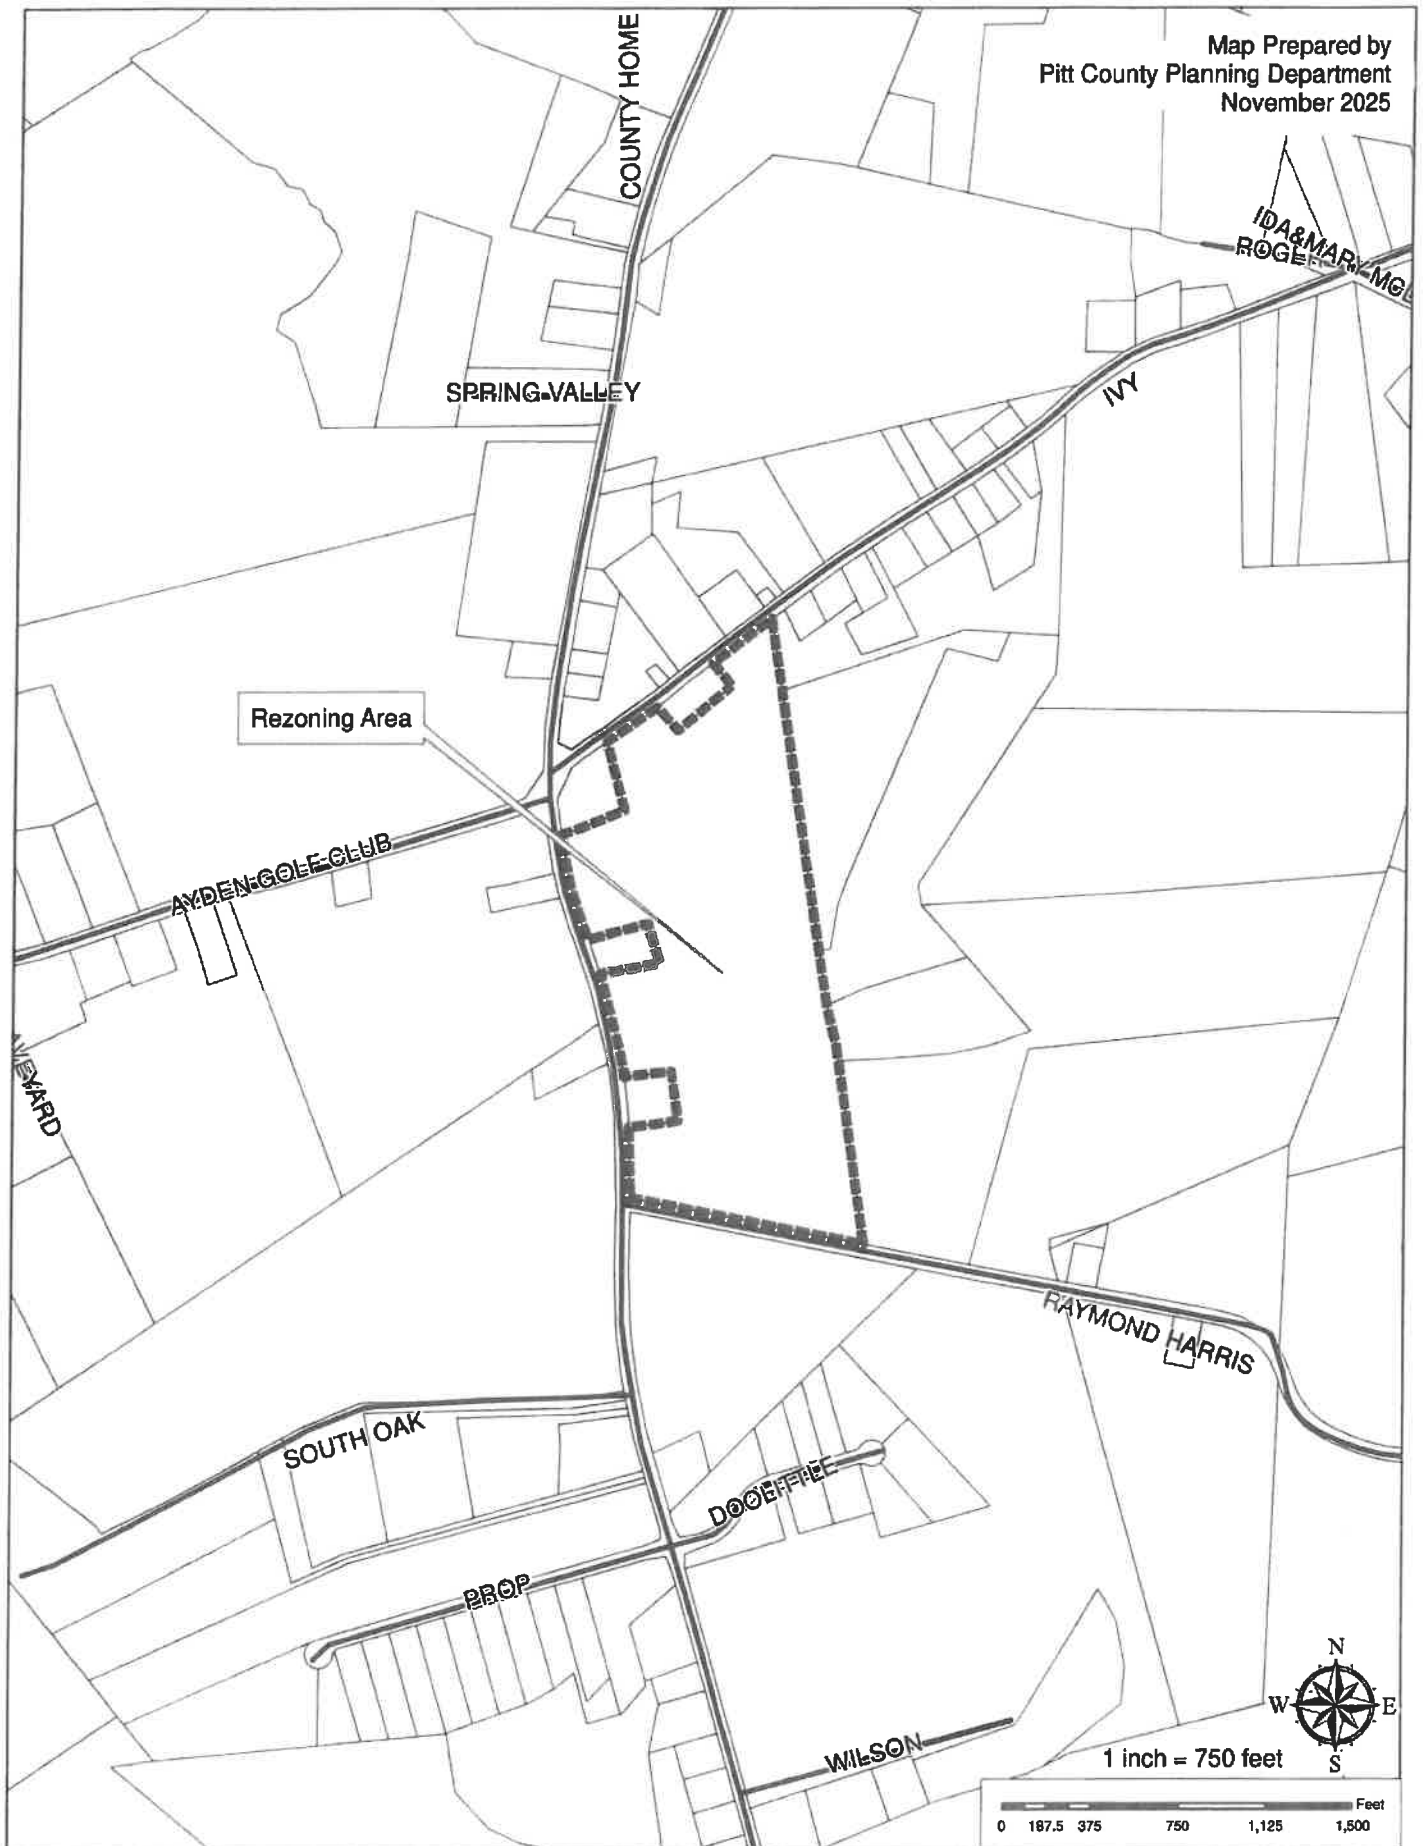 Map Prepared by
Pitt County Planning Department
November 2025
COUNTY HOME
SPRING VALLEY
IVY
Rezoning Area
AYDEN GOLF CLUB
RAYMOND HARRIS
SOUTH OAK
PROP
WILSON
N
W E
S
1 inch = 750 feet
Feet
0 187.5 375 750 1,125 1,500